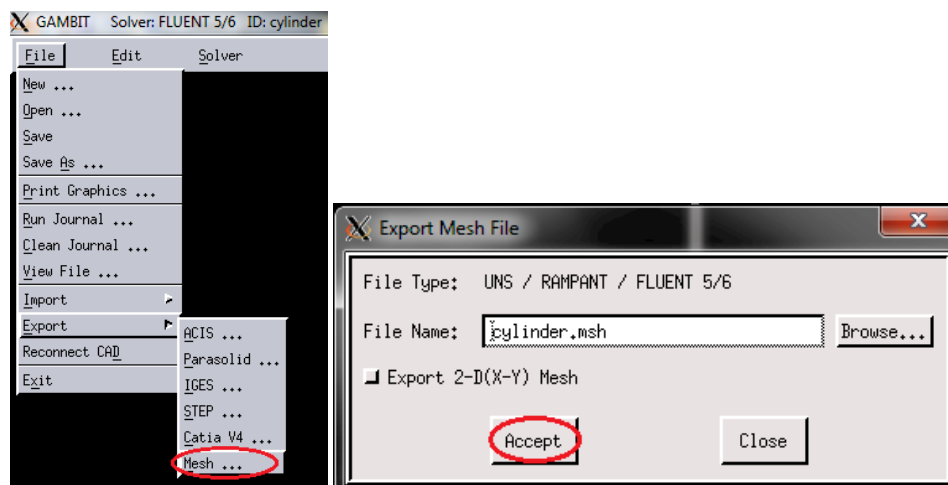 GAMBIT Solver: FLUENT 5/6 ID: cylinder
File Edit Solver
New ...
Open ...
Save
Save As ...
Print Graphics ...
Run Journal ...
Clean Journal ...
View File ...
Import
Export
Reconnect CAD
Exit
ACIS ...
Parasolid ...
IGES ...
STEP ...
Catia V4 ...
Mesh ...
Export Mesh File
File Type: UNS / RAMPANT / FLUENT 5/6
File Name: cylinder.msh Browse...
Export 2-D(X-Y) Mesh
Accept Close